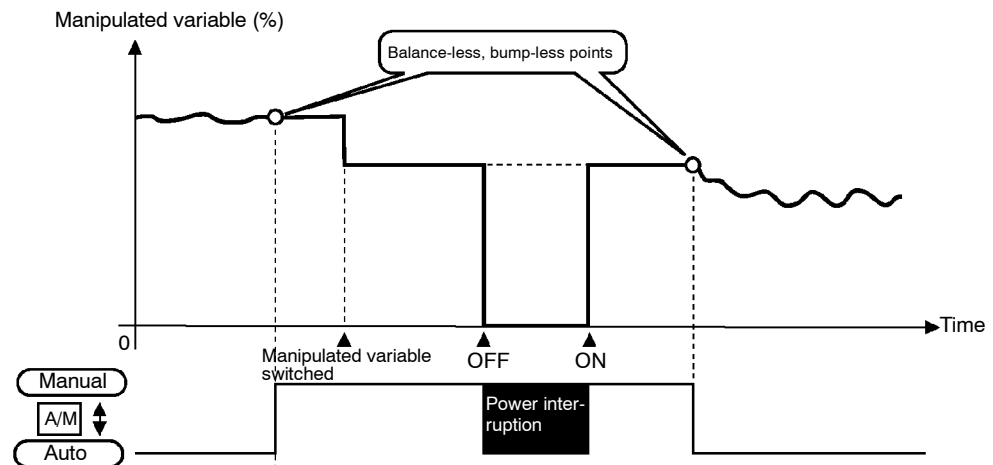 Manipulated variable (%)
Balance-less, bump-less points
Time
0
Manipulated variable
switched
OFF
ON
Manual
A/M
Auto
Power inter-
ruption